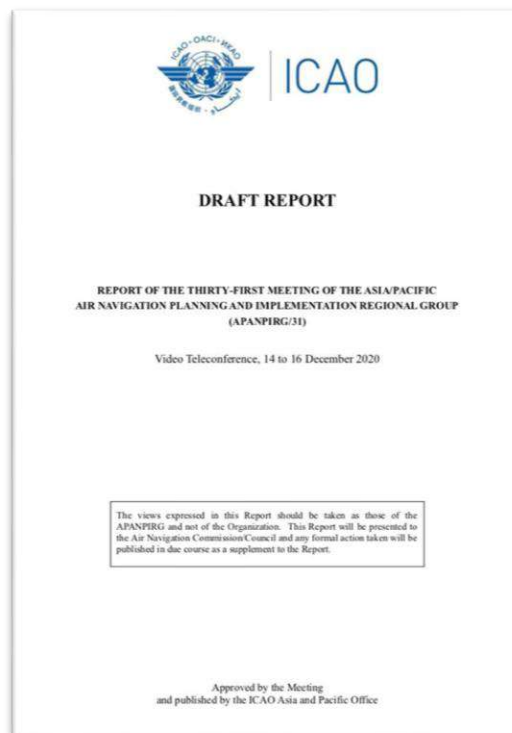 ICAO · OACI · ИКАО
ICAO
DRAFT REPORT
REPORT OF THE THIRTY-FIRST MEETING OF THE ASIA/PACIFIC
AIR NAVIGATION PLANNING AND IMPLEMENTATION REGIONAL GROUP
(APANPIRG/31)
Video Teleconference, 14 to 16 December 2020
The views expressed in this Report should be taken as those of the
APANPIRG and not of the Organization. This Report will be presented to
the Air Navigation Commission/Council and any formal action taken will be
published in due course as a supplement to the Report.
Approved by the Meeting
and published by the ICAO Asia and Pacific Office